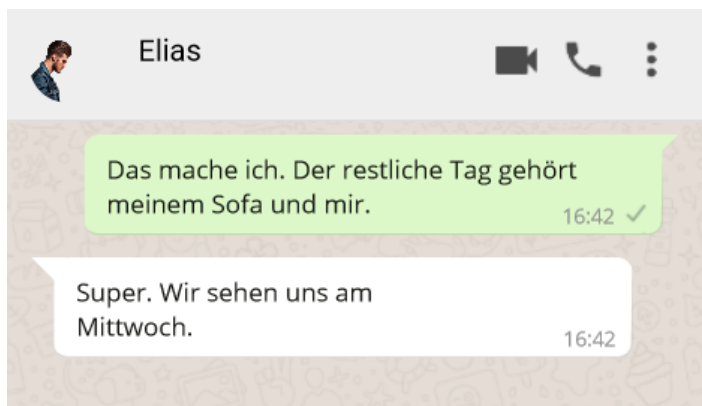 Elias
Das mache ich. Der restliche Tag gehört
meinem Sofa und mir.
16:42
Super. Wir sehen uns am
Mittwoch.
16:42